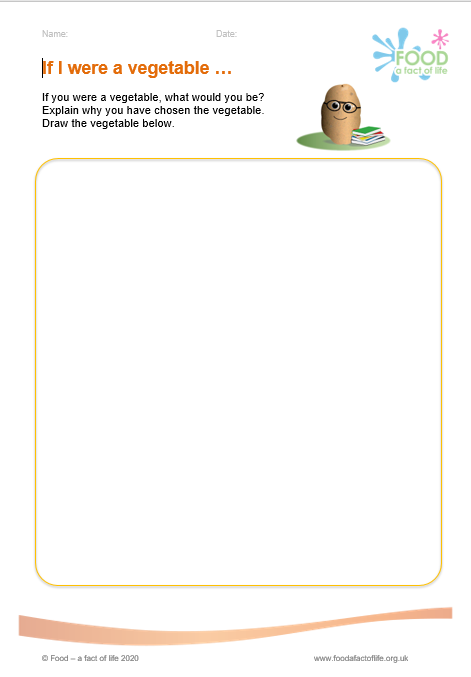 Name: Date:
FOOD
a fact of life
If I were a vegetable …
If you were a vegetable, what would you be?
Explain why you have chosen the vegetable.
Draw the vegetable below.
© Food – a fact of life 2020 www.foodafactoflife.org.uk